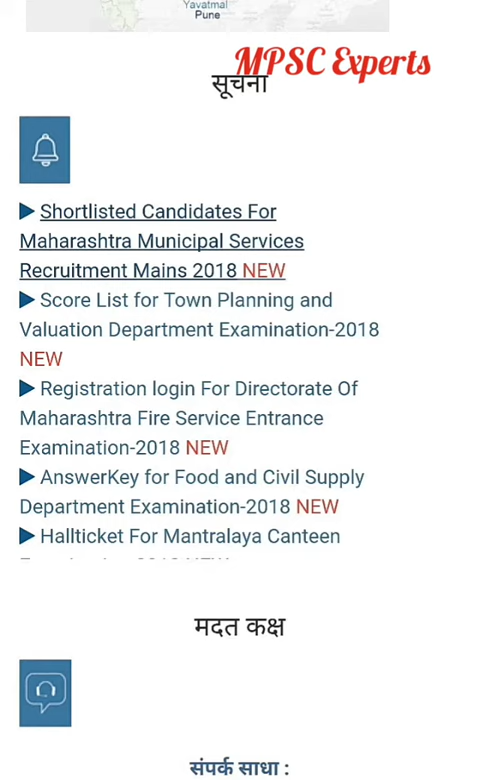 Yavatmal
Pune
MPSC Experts
सूचना
Shortlisted Candidates For
Maharashtra Municipal Services
Recruitment Mains 2018 NEW
Score List for Town Planning and
Valuation Department Examination-2018
NEW
Registration login For Directorate Of
Maharashtra Fire Service Entrance
Examination-2018 NEW
AnswerKey for Food and Civil Supply
Department Examination-2018 NEW
Hallticket For Mantralaya Canteen
मदत कक्ष
संपर्क साधा :